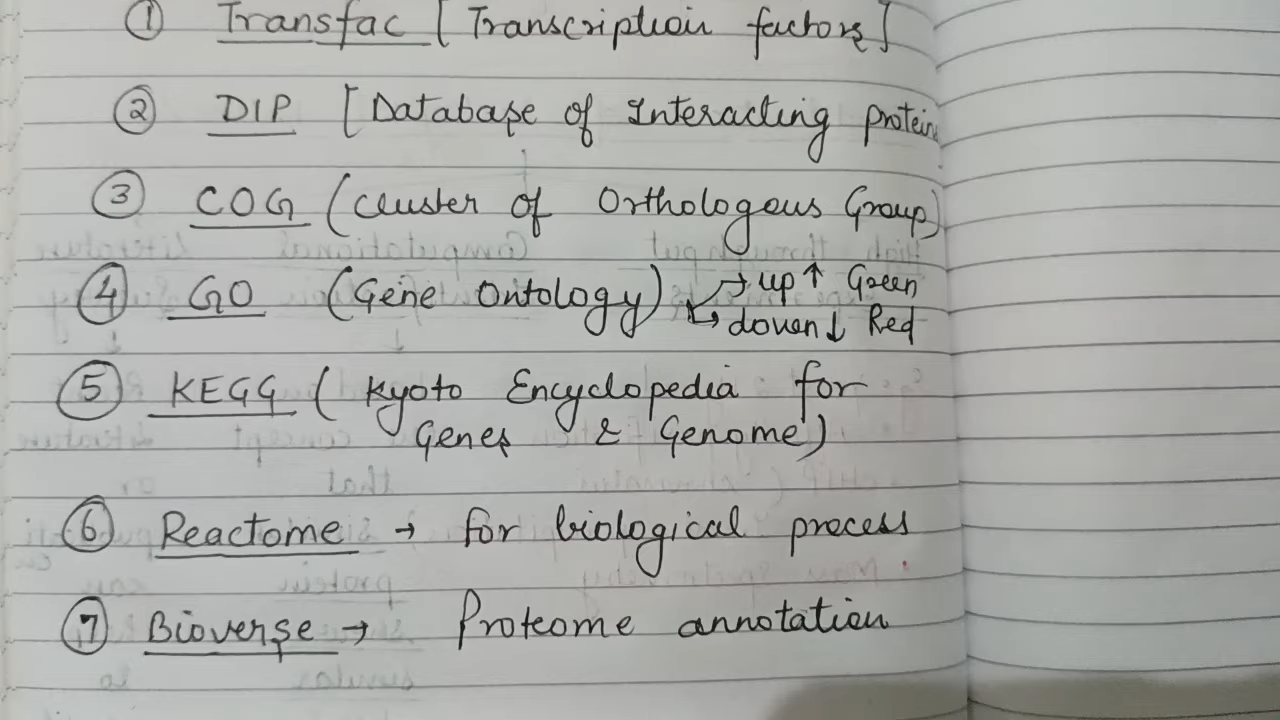 ① Transfac [Transcription factors]
② DIP [Database of Interacting protein
③ COG (Cluster of Orthologous Group)
④ GO (Gene Ontology) → up↑ Green
→ down↓ Red
⑤ KEGG (Kyoto Encyclopedia for
Genes & Genome)
⑥ Reactome → for biological process
⑦ Bioverse → Proteome annotation